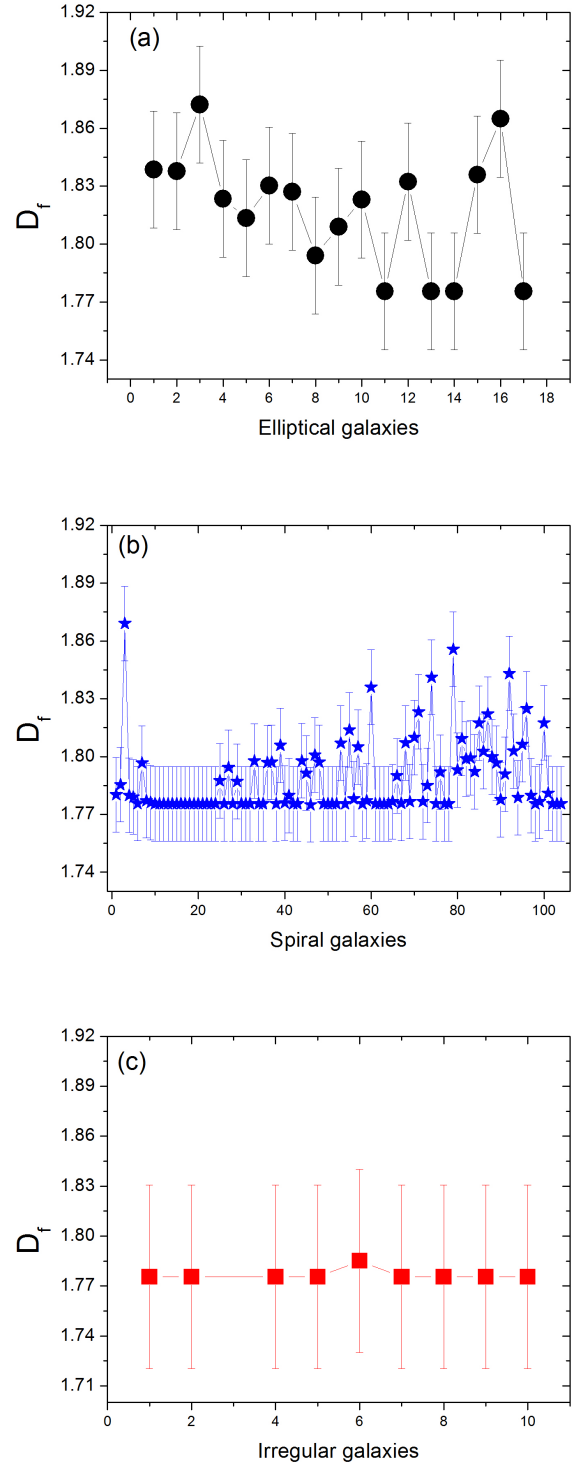 (a)
1.92
1.89
1.86
1.83
1.80
1.77
1.74
D_f
0 2 4 6 8 10 12 14 16 18
Elliptical galaxies
(b)
1.92
1.89
1.86
1.83
1.80
1.77
1.74
D_f
0 20 40 60 80 100
Spiral galaxies
(c)
1.92
1.89
1.86
1.83
1.80
1.77
1.74
1.71
D_f
0 2 4 6 8 10
Irregular galaxies